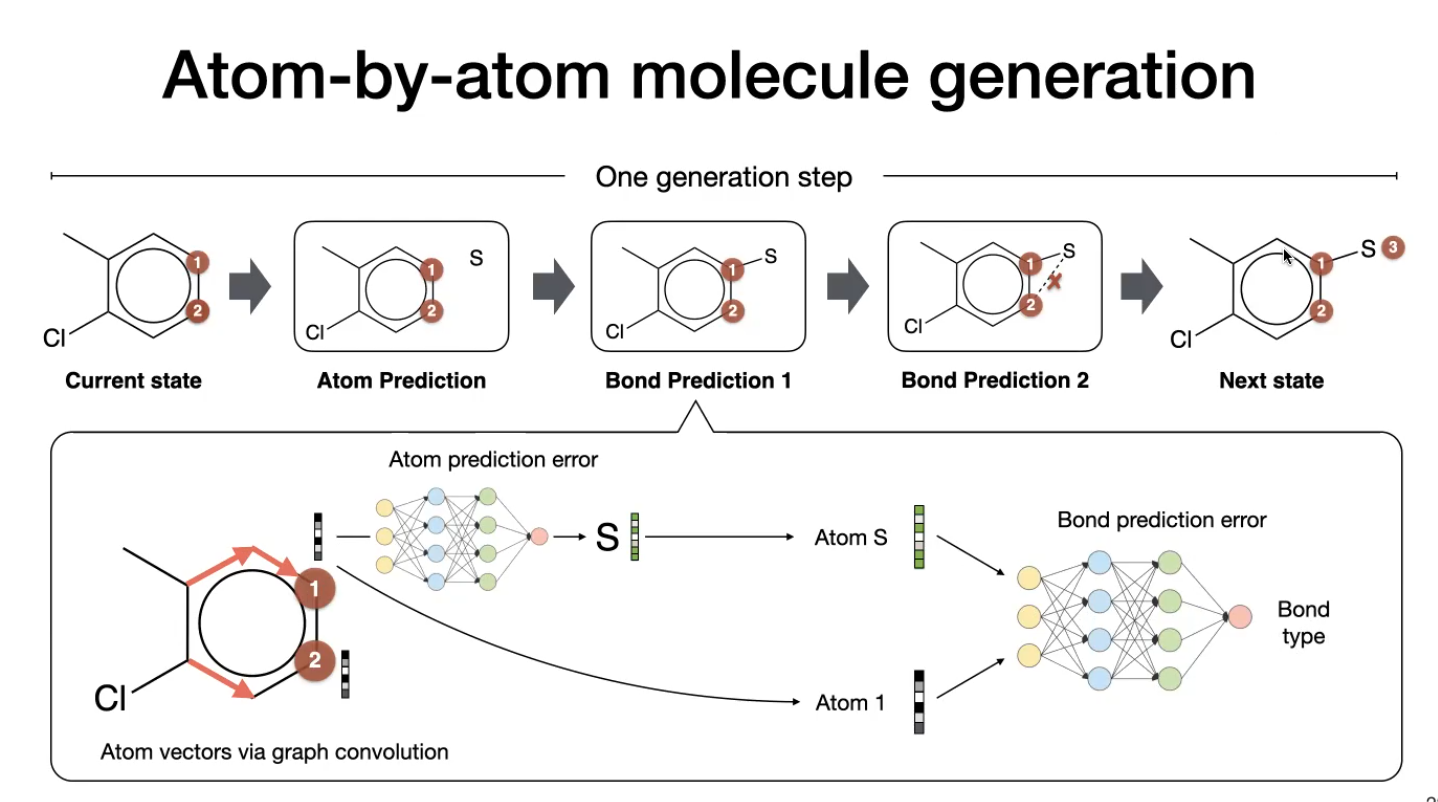 Atom-by-atom molecule generation
One generation step
1
2
Cl
S
1
2
Cl
S
1
2
Cl
S
1
2
Cl
S
3
1
2
Cl
Current state
Atom Prediction
Bond Prediction 1
Bond Prediction 2
Next state
Atom prediction error
S
Atom S
Bond prediction error
1
2
Cl
Bond
type
Atom 1
Atom vectors via graph convolution